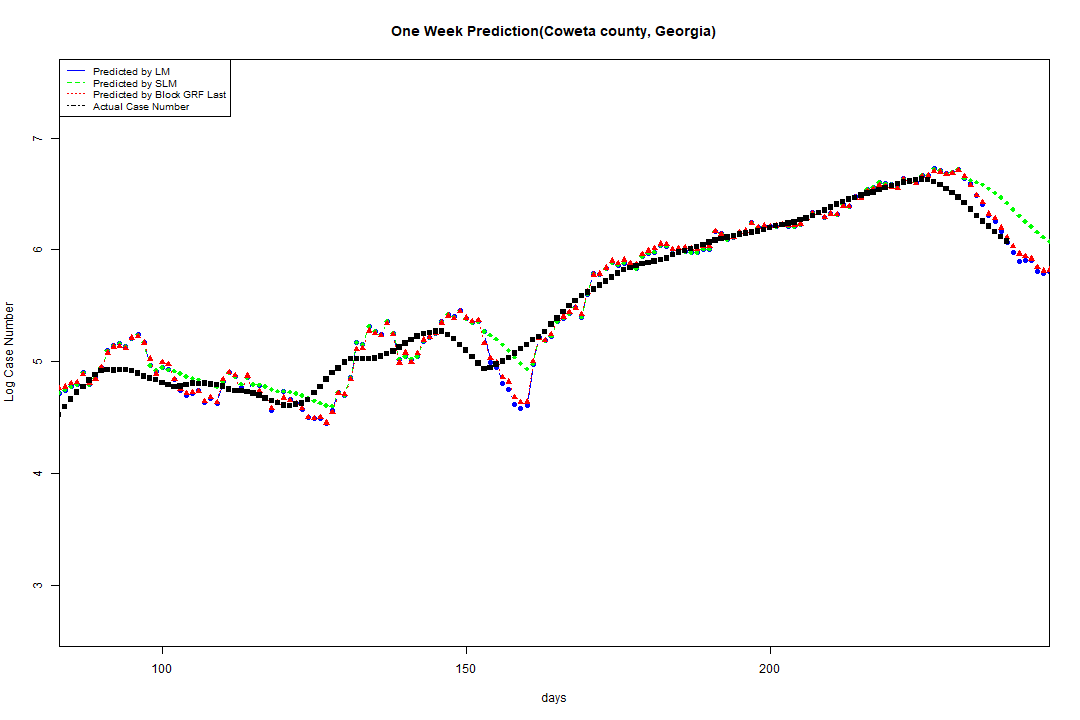 One Week Prediction(Coweta county, Georgia)
Predicted by LM
Predicted by SLM
Predicted by Block GRF Last
Actual Case Number
7
6
5
4
3
Log Case Number
100
150
200
days